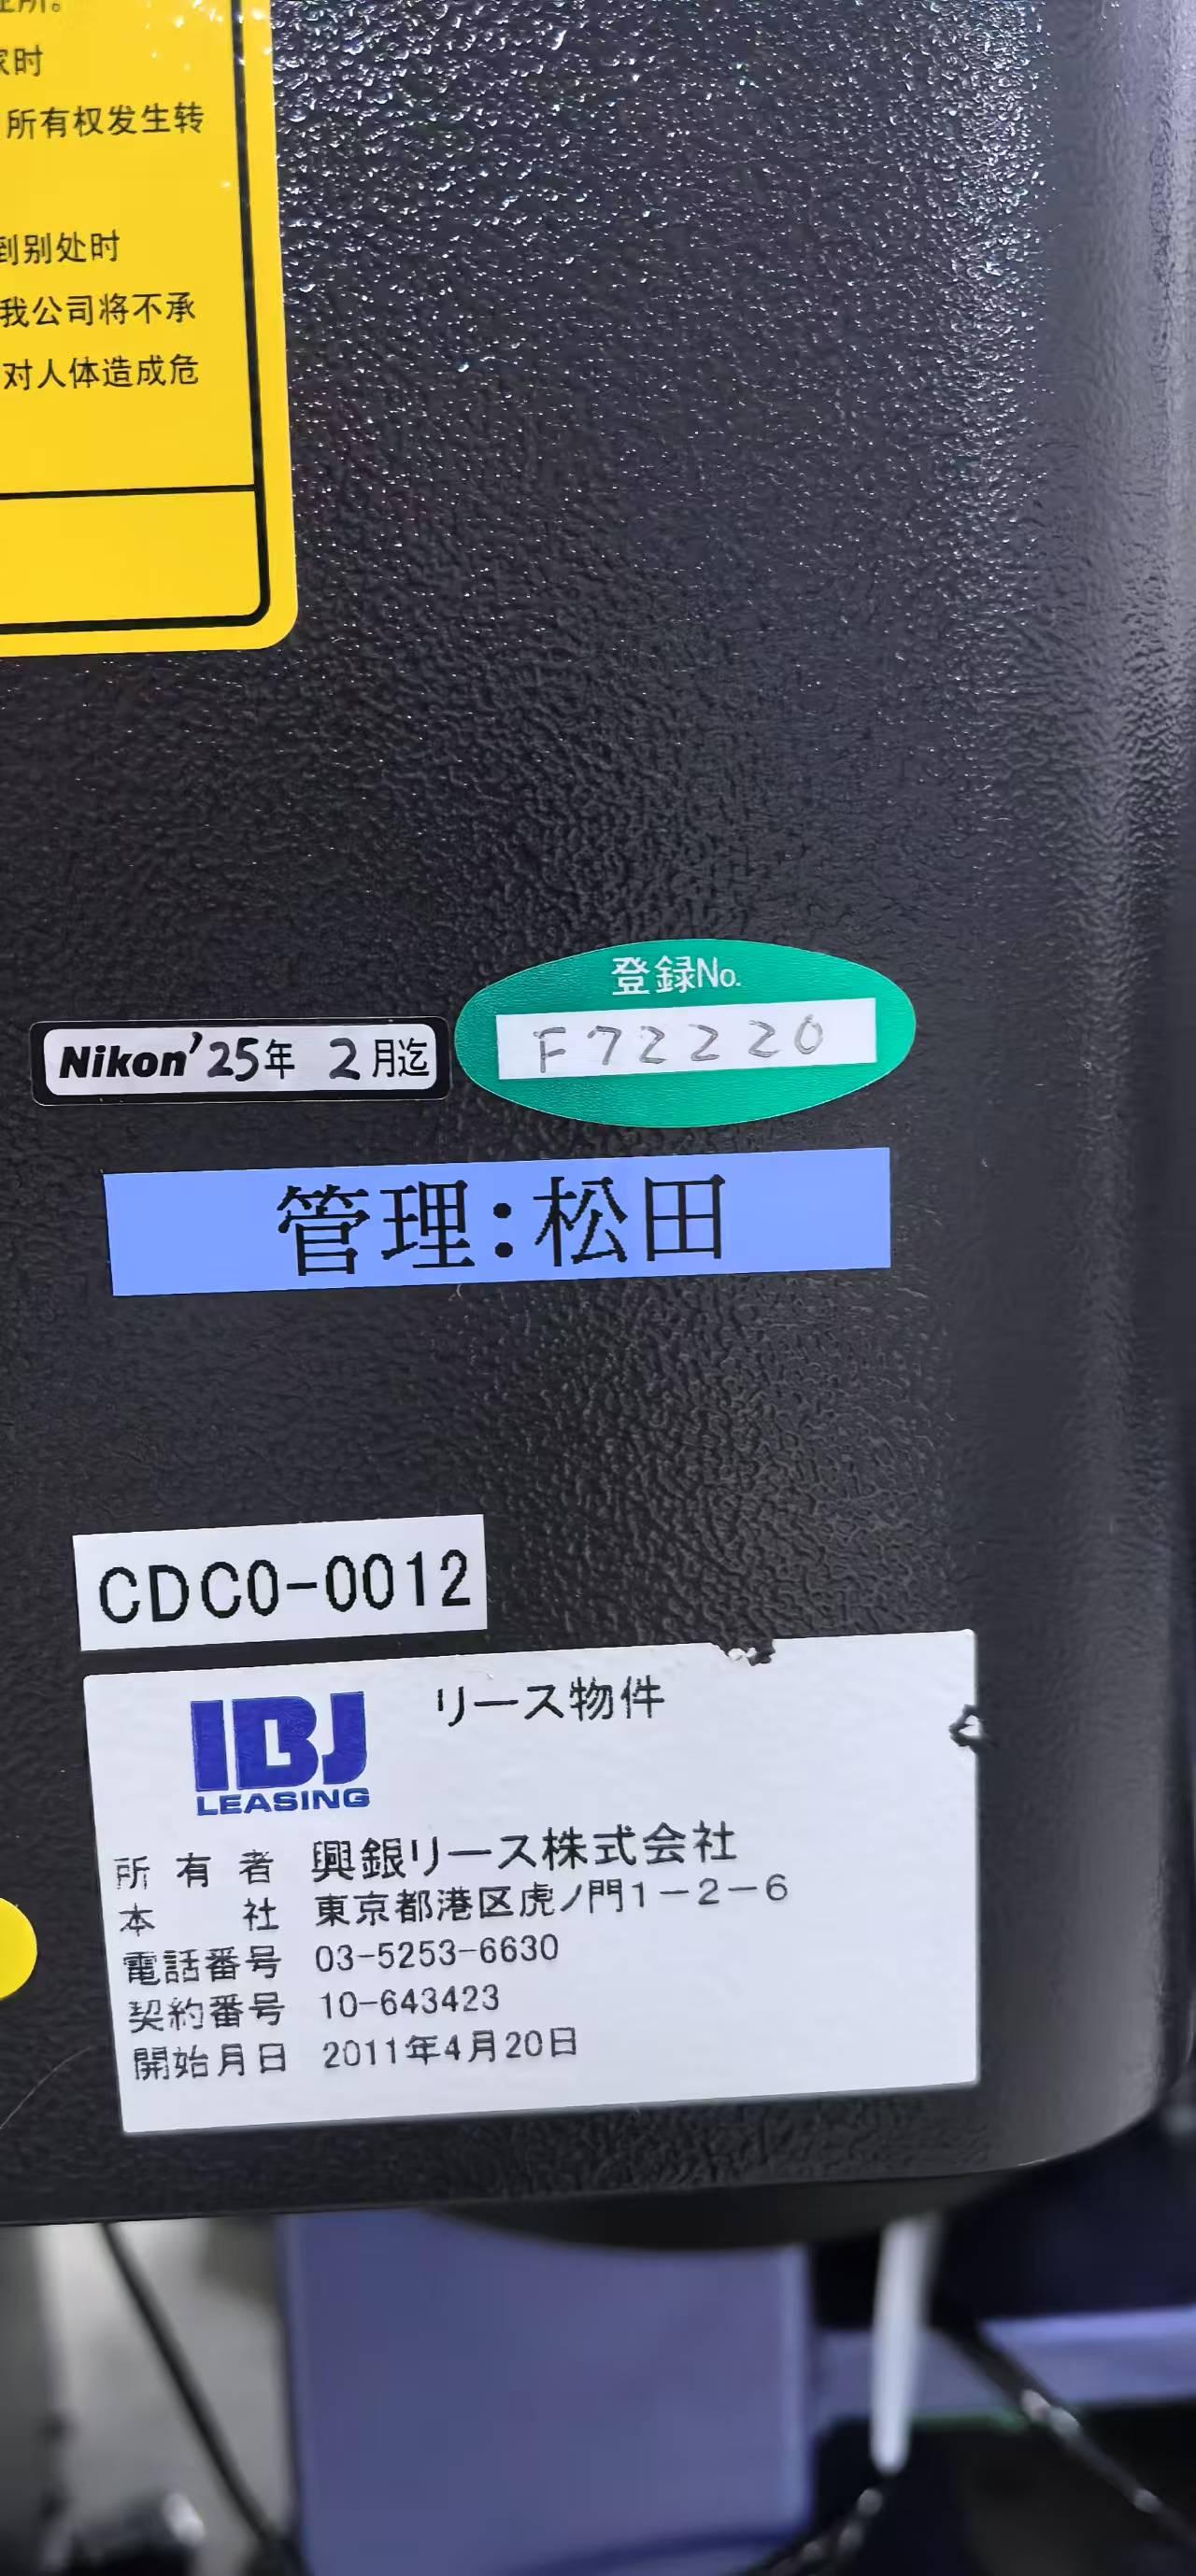 家时
所有权发生转
到别处时
我公司将不承
对人体造成危
登録No.
F72220
Nikon'25年 2月迄
管理:松田
CDC0-0012
IBJ
LEASING
リース物件
所有者 興銀リース株式会社
本社 東京都港区虎ノ門1-2-6
電話番号 03-5253-6630
契約番号 10-643423
開始月日 2011年4月20日